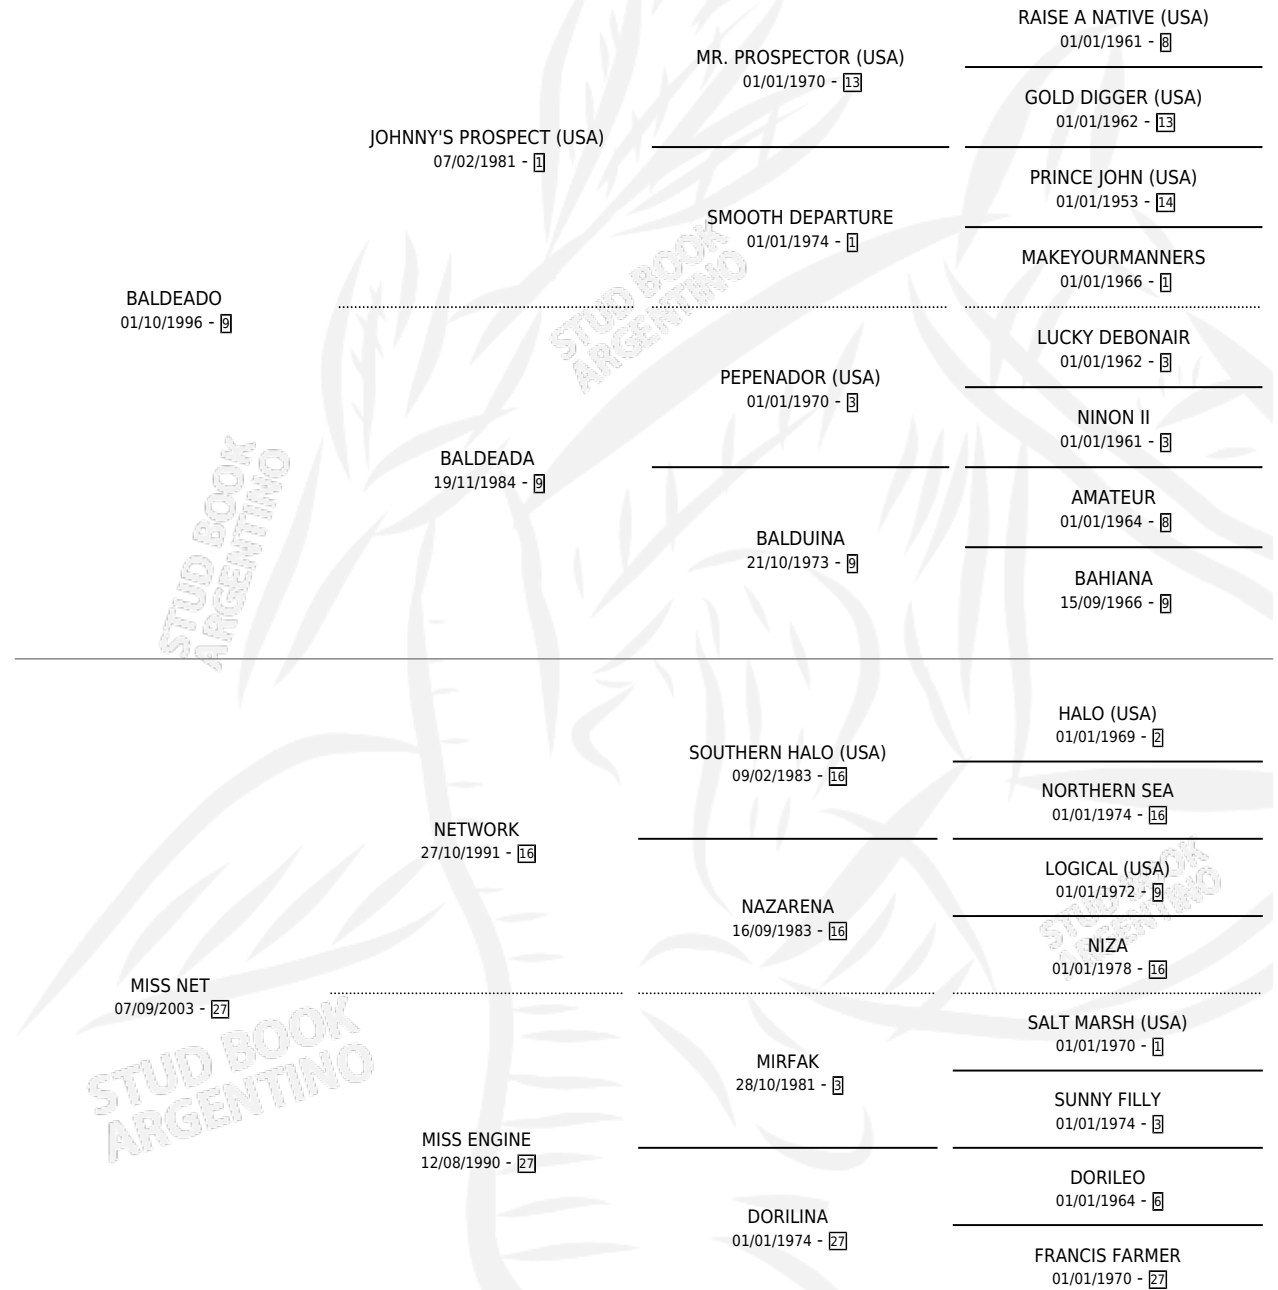 RAISE A NATIVE (USA)
01/01/1961 - 8
MR. PROSPECTOR (USA)
01/01/1970 - 13
GOLD DIGGER (USA)
01/01/1962 - 13
JOHNNY'S PROSPECT (USA)
07/02/1981 - 1
PRINCE JOHN (USA)
01/01/1953 - 14
SMOOTH DEPARTURE
01/01/1974 - 1
MAKEYOURMANNERS
01/01/1966 - 1
BALDEADO
01/10/1996 - 9
LUCKY DEBONAIR
01/01/1962 - 3
PEPENADOR (USA)
01/01/1970 - 3
NINON II
01/01/1961 - 3
BALDEADA
19/11/1984 - 9
AMATEUR
01/01/1964 - 8
BALDUINA
21/10/1973 - 9
BAHIANA
15/09/1966 - 9
HALO (USA)
01/01/1969 - 2
SOUTHERN HALO (USA)
09/02/1983 - 16
NORTHERN SEA
01/01/1974 - 16
NETWORK
27/10/1991 - 16
LOGICAL (USA)
01/01/1972 - 9
NAZARENA
16/09/1983 - 16
NIZA
01/01/1978 - 16
MISS NET
07/09/2003 - 27
SALT MARSH (USA)
01/01/1970 - 1
MIRFAK
28/10/1981 - 3
SUNNY FILLY
01/01/1974 - 3
MISS ENGINE
12/08/1990 - 27
DORILEO
01/01/1964 - 6
DORILINA
01/01/1974 - 27
FRANCIS FARMER
01/01/1970 - 27
STUD BOOK
ARGENTINO
STUD BOOK
ARGENTINO
STUD BOOK
ARGENTINO
STUD BOOK
ARGENTINO